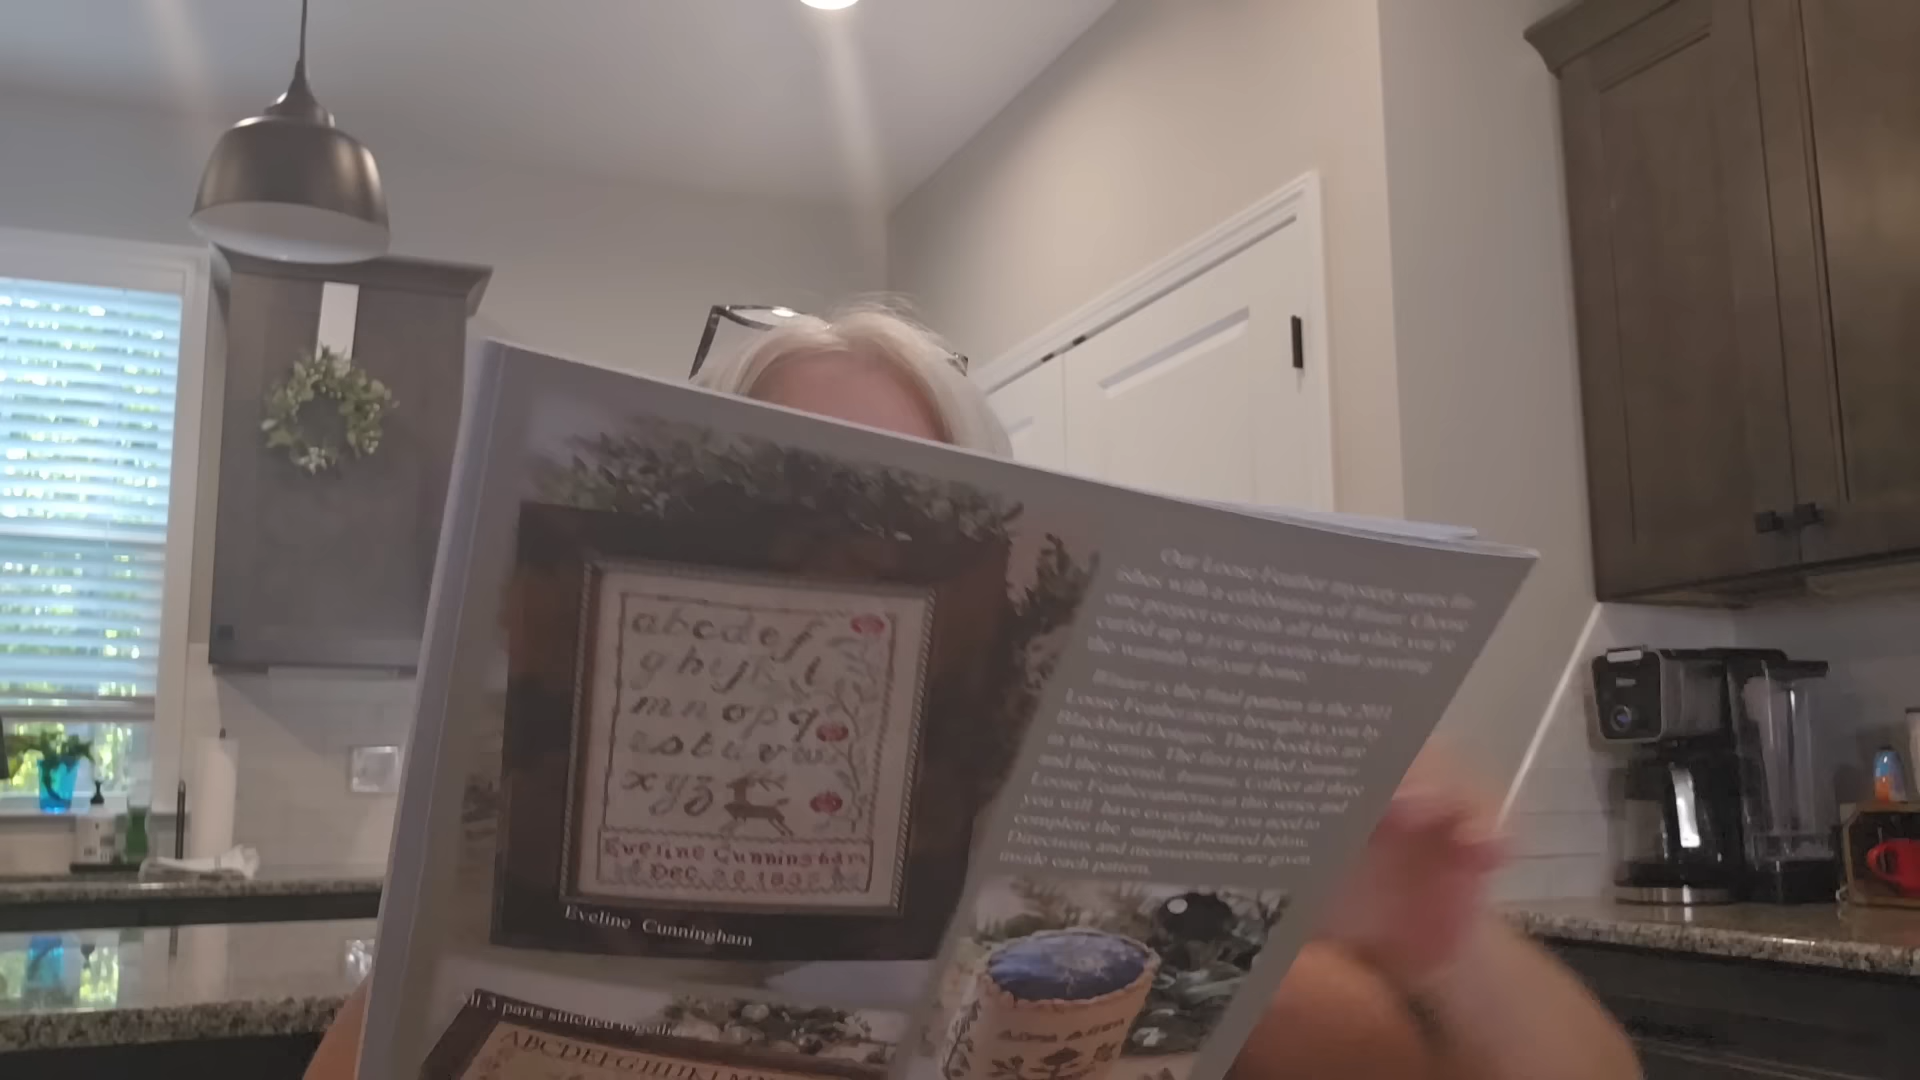 abcdef
ghijkl
mnopq
rstuvw
xyz
Eveline Cunningham
Dec 26
Eveline Cunningham
Our Loose Feather mystery series fin-
ishes with a celebration of Winter. Choose
one project or stitch all three while you're
curled up in your favorite chair savoring
the warmth of your home.
Winter is the final pattern in the 2011
Loose Feather series brought to you by
Blackbird Designs. Three booklets are
in this series. The first is titled Summer
and the second, Autumn. Collect all three
Loose Feather patterns in this series and
you will have everything you need to
complete the sampler pictured below.
Directions and measurements are given
inside each pattern.
3 parts stitched together
ABCDEFGHIJKLM